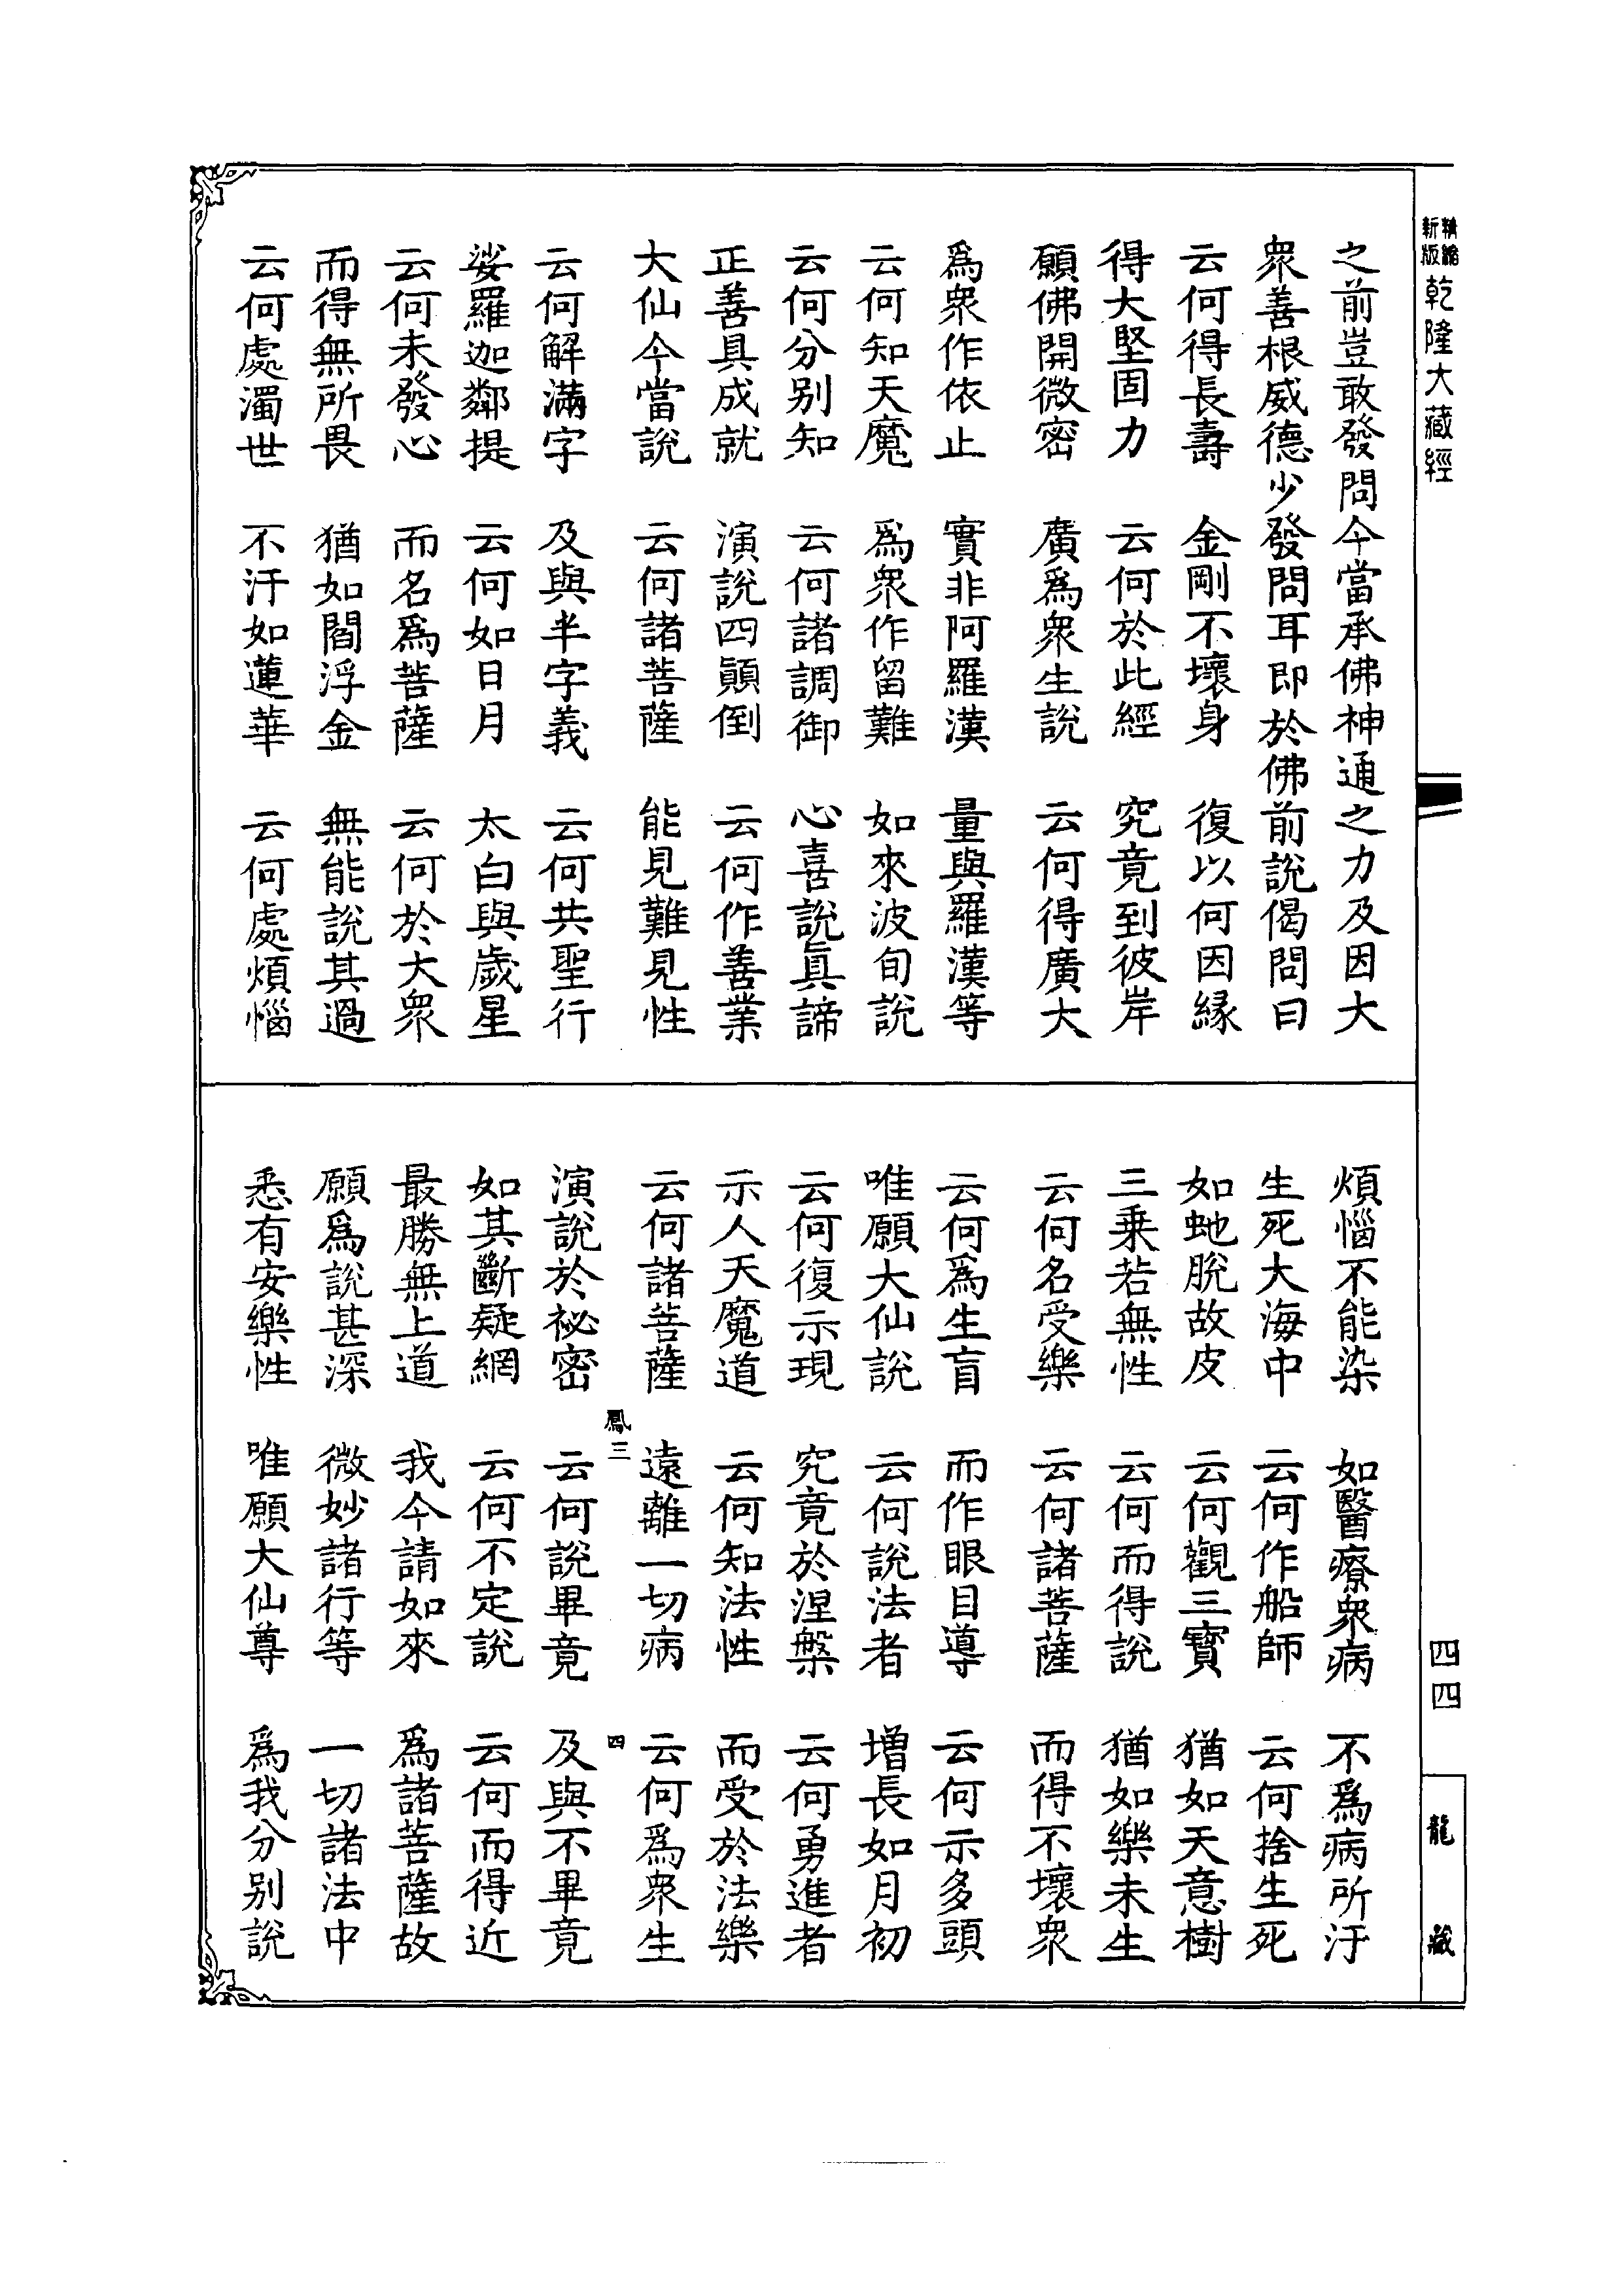 新版
精縮
乾隆大藏經
之前豈敢發問今當承佛神通之力及因大
衆善根威德少發問耳即於佛前說偈問曰
云何得長壽　金剛不壞身　復以何因縁
得大堅固力　云何於此經　究竟到彼岸
願佛開微密　廣爲衆生說　云何得廣大
爲衆作依止　實非阿羅漢　量與羅漢等
云何知天魔　爲衆作留難　如來波旬說
云何分别知　云何諸調御　心喜說眞諦
正善具成就　演說四顚倒　云何作善業
大仙今當說　云何諸菩薩　能見難見性
云何解滿字　及與半字義　云何共聖行
娑羅迦鄰提　云何如日月　太白與歲星
云何未發心　而名爲菩薩　云何於大衆
而得無所畏　猶如閻浮金　無能說其過
云何處濁世　不汙如蓮華　云何處煩惱
煩惱不能染　如醫療衆病　不爲病所汙
生死大海中　云何作船師　云何捨生死
如虵脫故皮　云何觀三寶　猶如天意樹
三乗若無性　云何而得說　猶如樂未生
云何名受樂　云何諸菩薩　而得不壞衆
云何爲生盲　而作眼目導　云何示多頭
唯願大仙說　云何說法者　增長如月初
云何復示現　究竟於涅槃　云何勇進者
示人天魔道　云何知法性　而受於法樂
云何諸菩薩　遠離一切病　云何爲衆生
鳳三　四
演說於祕密　云何說畢竟　及與不畢竟
如其斷疑網　云何不定說　云何而得近
最勝無上道　我今請如來　爲諸菩薩故
願爲說甚深　微妙諸行等　一切諸法中
悉有安樂性　唯願大仙尊　爲我分别說
四四
龍藏